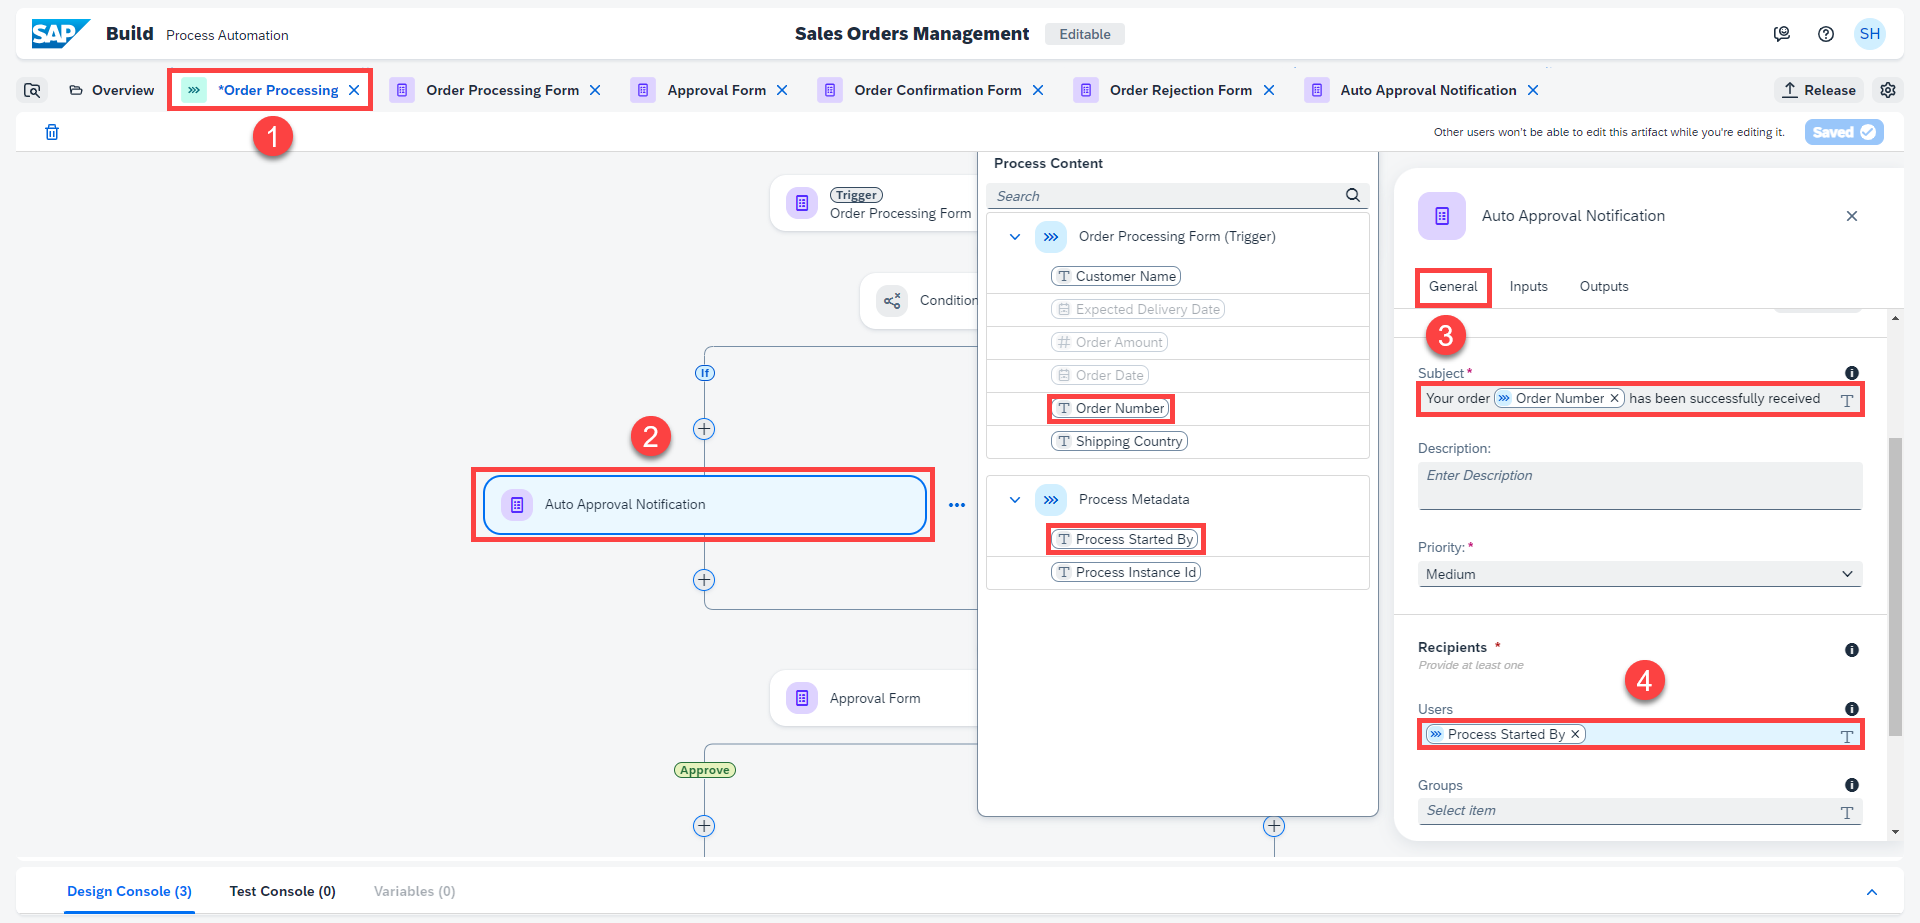 SAP Build Process Automation
Sales Orders Management Editable
SH
Overview
*Order Processing
Order Processing Form
Approval Form
Order Confirmation Form
Order Rejection Form
Auto Approval Notification
Release
1
Other users won't be able to edit this artifact while you're editing it.
Saved
Trigger
Order Processing Form
Condition
If
2
Auto Approval Notification
Approval Form
Approve
Process Content
Search
Order Processing Form (Trigger)
Customer Name
Expected Delivery Date
Order Amount
Order Date
Order Number
Shipping Country
Process Metadata
Process Started By
Process Instance Id
Auto Approval Notification
General Inputs Outputs
3
Subject*
Your order Order Number has been successfully received
Description:
Enter Description
Priority:*
Medium
Recipients *
Provide at least one
4
Users
Process Started By
Groups
Select item
Design Console (3) Test Console (0) Variables (0)